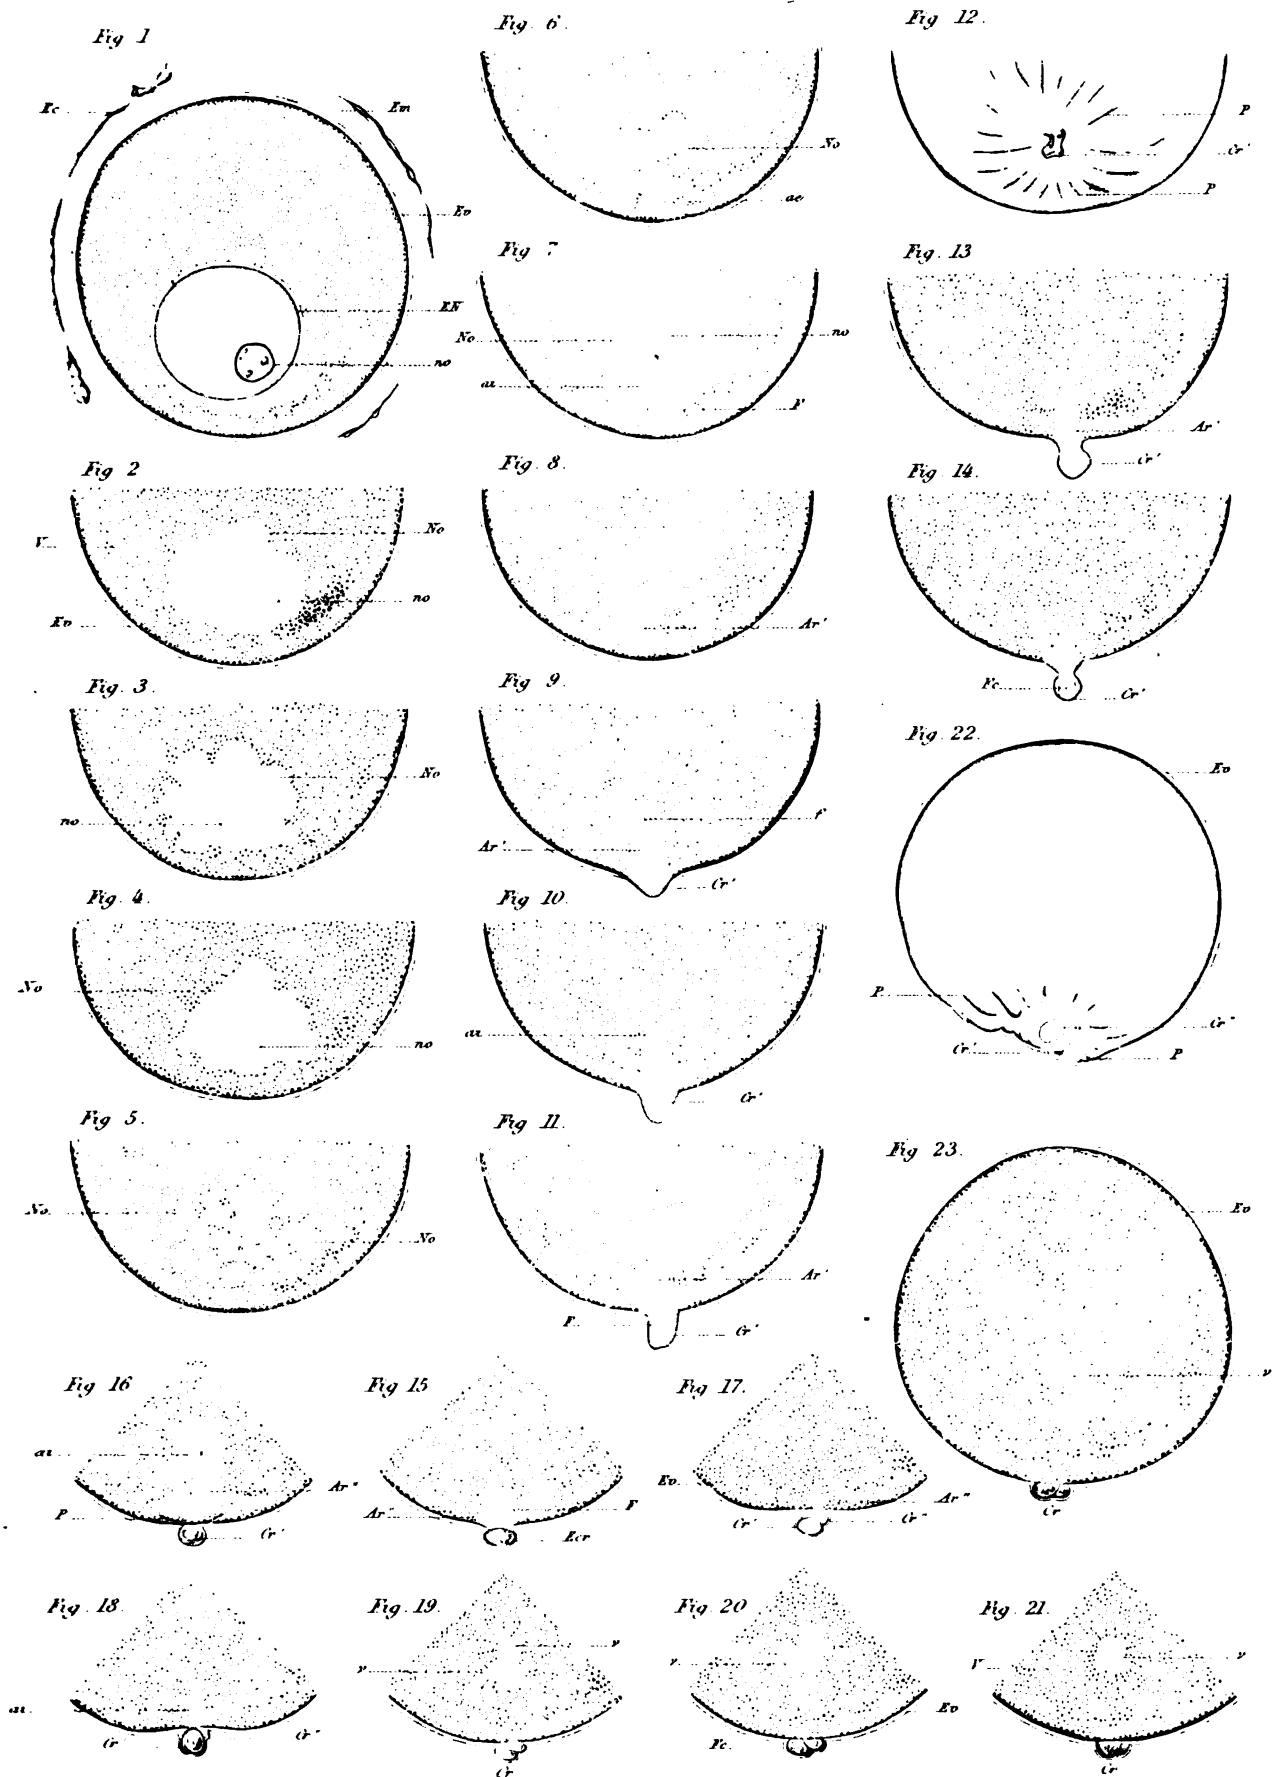 Fig 1
Ec
Em
Ev
EN
no
Fig 2
V
No
no
Ev
Fig. 3.
No
no
Fig. 4.
No
no
Fig 5.
No.
No
Fig. 6.
No
ae
Fig 7
No
no
ai
F
Fig. 8.
Ar'
Fig 9.
f
Ar'
Cr'
Fig 10.
ai
Cr'
Fig 11.
Ar'
F
Cr'
Fig 12.
P
Cr'
P
Fig. 13
Ar'
Cr'
Fig. 14.
Fc
Cr'
Fig. 22.
Ev
P
Cr"
Cr'
P
Fig 23.
Ev
v
Cr
Fig 16
ai
Ar"
P
Cr'
Fig 15
Ar"
F
Ecr
Fig 17.
Ev
Ar"
Cr'
Cr"
Fig. 18.
ai.
Cr'
Cr"
Fig. 19.
v
v
Cr
Fig. 20
v
Ev
Fc.
Fig. 21.
V
v
Cr